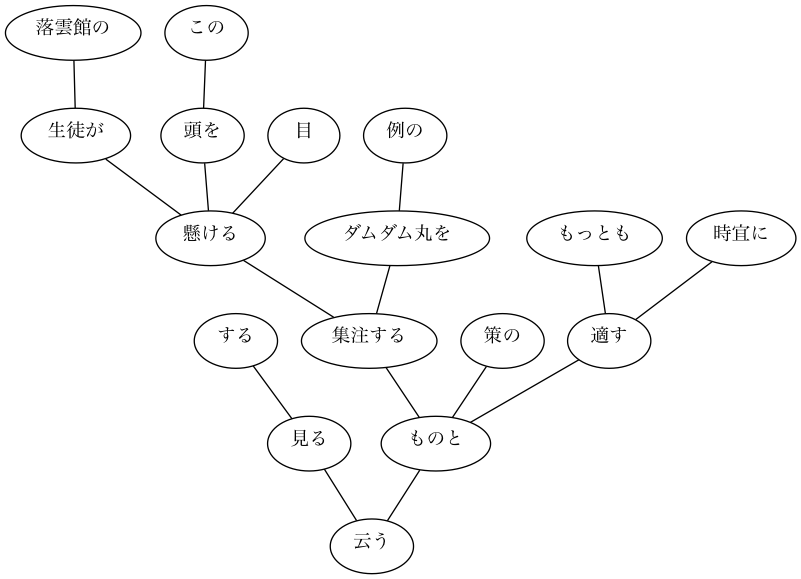 落雲館の
この
生徒が
頭を
目
例の
懸ける
ダムダム丸を
もっとも
時宜に
する
集注する
策の
適す
見る
ものと
云う